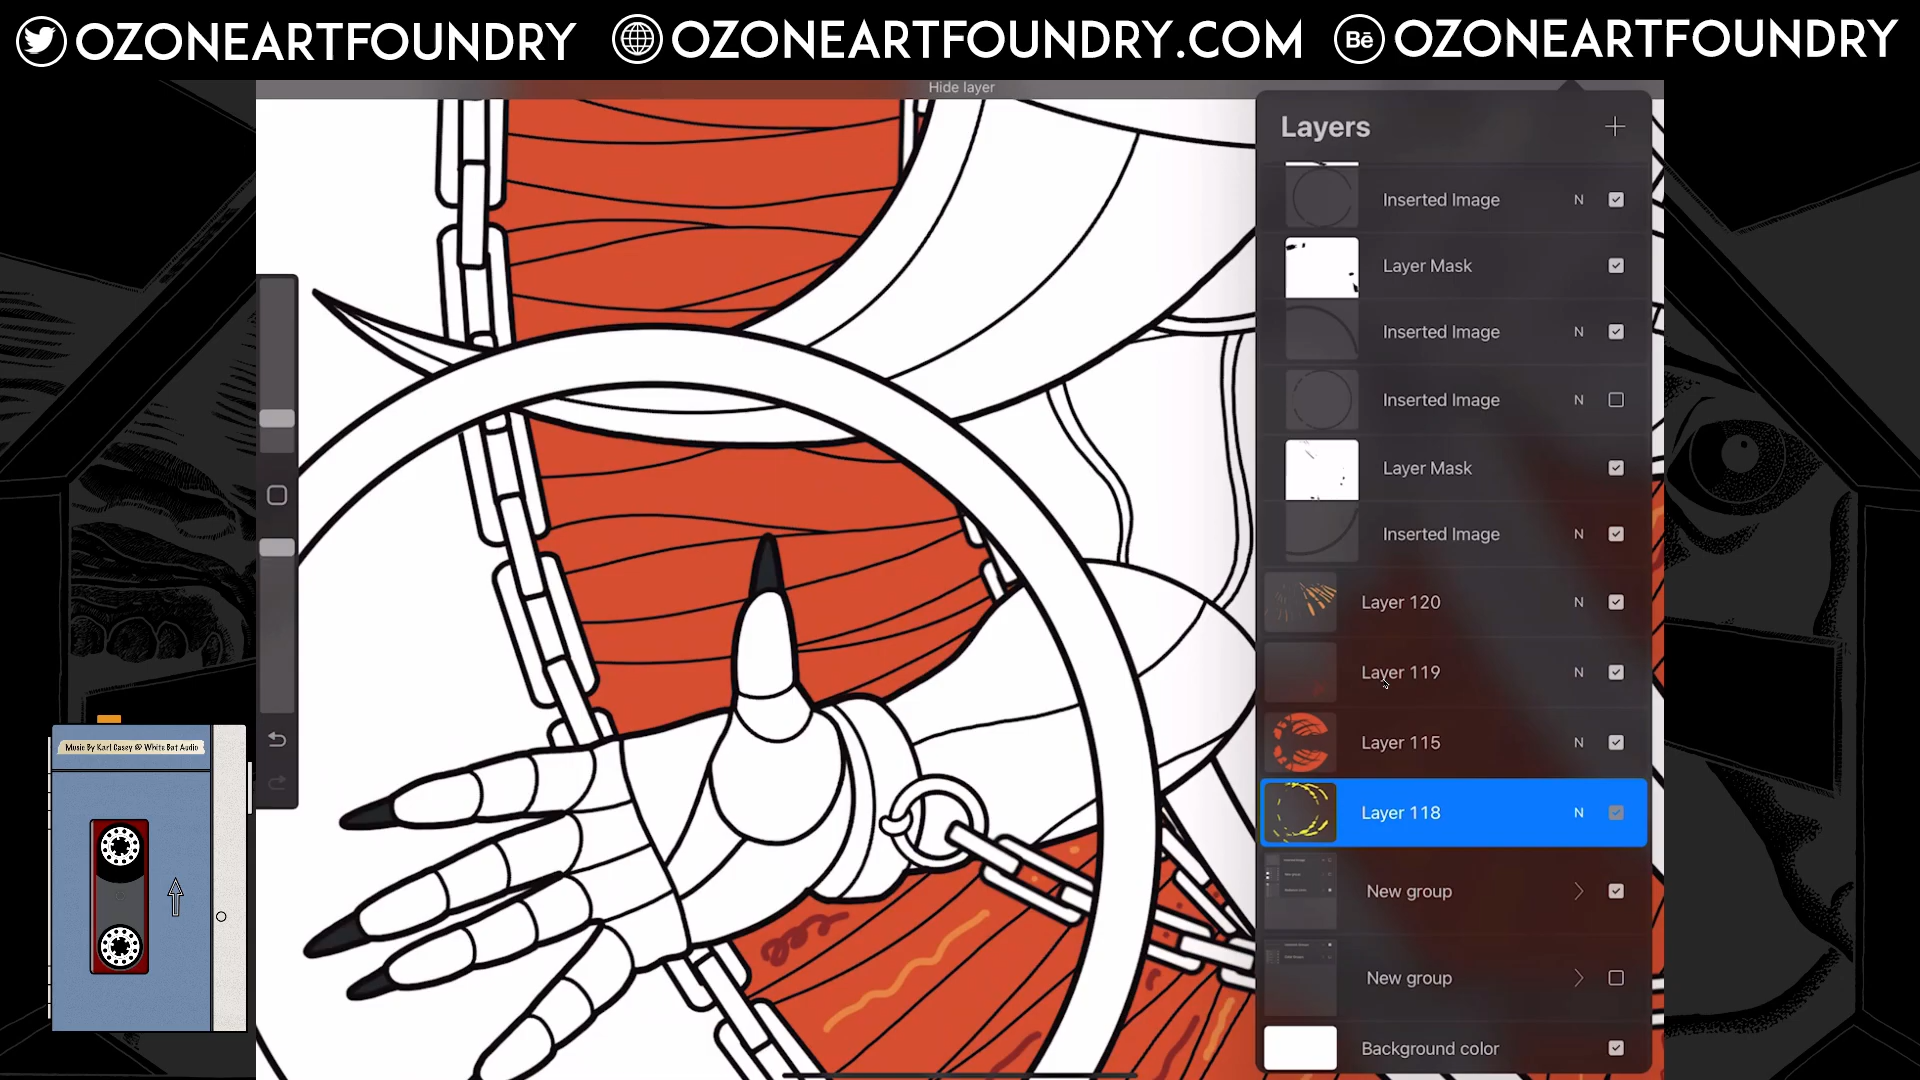 OZONEARTFOUNDRY
OZONEARTFOUNDRY.COM
Bē OZONEARTFOUNDRY
Hide layer
Layers
Inserted Image N
Layer Mask
Inserted Image N
Inserted Image N
Layer Mask
Inserted Image N
Layer 120 N
Layer 119 N
Layer 115 N
Layer 118 N
New group
New group
Background color
Music By Karl Casey @ White Bat Audio